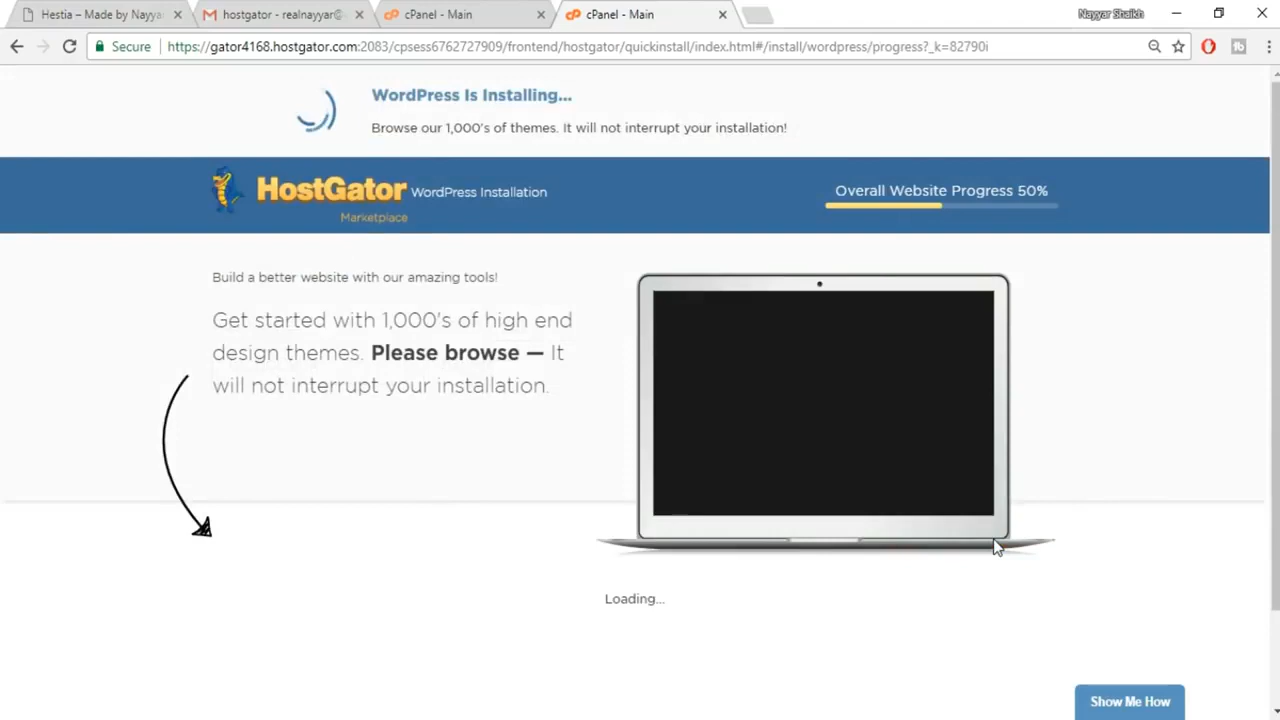 Hestia – Made by Nayya
hostgator - realnayyar@
cPanel - Main
cPanel - Main
Nayyar Shaikh
Secure
https://gator4168.hostgator.com:2083/cpsess6762727909/frontend/hostgator/quickinstall/index.html#/install/wordpress/progress?_k=82790i
WordPress Is Installing...
Browse our 1,000's of themes. It will not interrupt your installation!
HostGator WordPress Installation
Marketplace
Overall Website Progress 50%
Build a better website with our amazing tools!
Get started with 1,000's of high end
design themes. Please browse — It
will not interrupt your installation.
Loading...
Show Me How